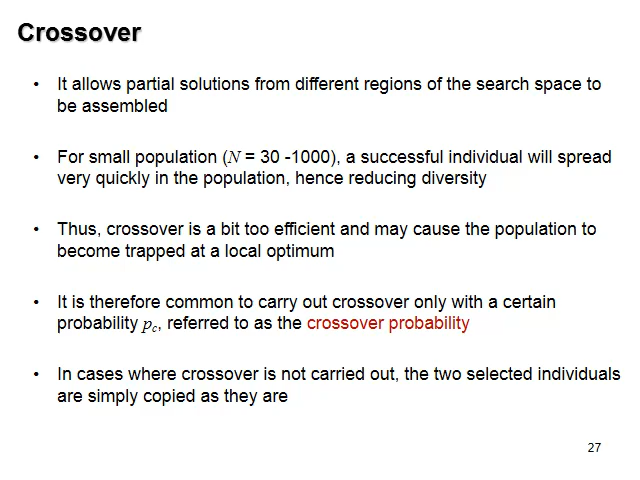 Crossover
• It allows partial solutions from different regions of the search space to
be assembled
• For small population (N = 30 -1000), a successful individual will spread
very quickly in the population, hence reducing diversity
• Thus, crossover is a bit too efficient and may cause the population to
become trapped at a local optimum
• It is therefore common to carry out crossover only with a certain
probability pc, referred to as the crossover probability
• In cases where crossover is not carried out, the two selected individuals
are simply copied as they are
27